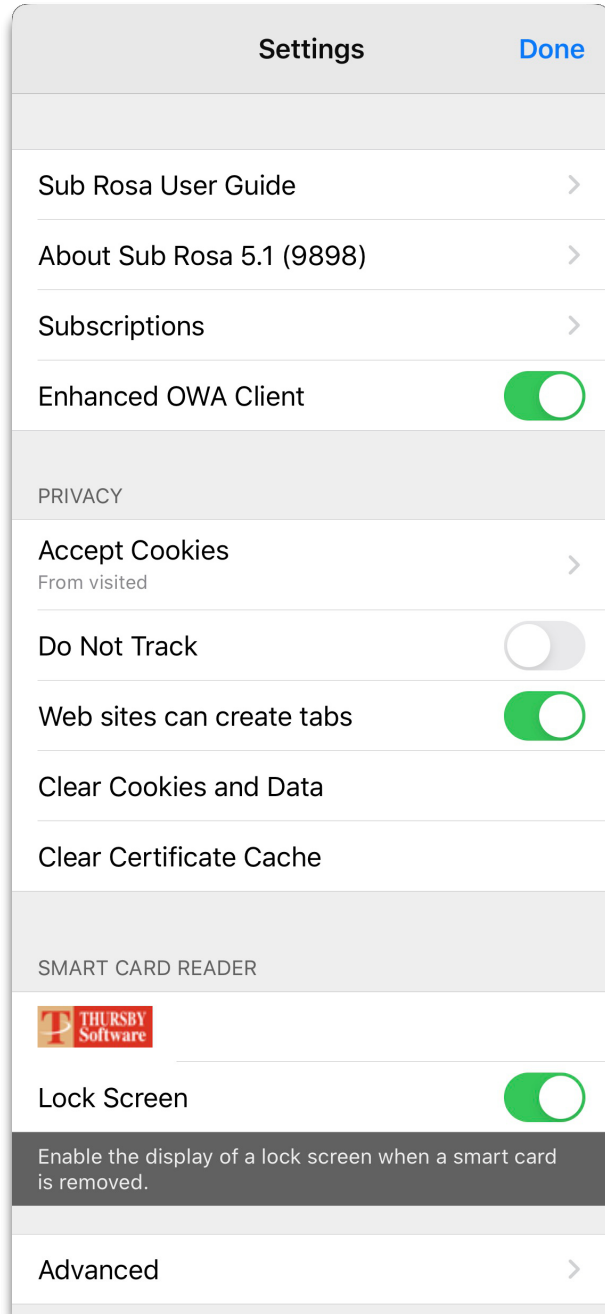 Settings
Done
Sub Rosa User Guide
About Sub Rosa 5.1 (9898)
Subscriptions
Enhanced OWA Client
PRIVACY
Accept Cookies
From visited
Do Not Track
Web sites can create tabs
Clear Cookies and Data
Clear Certificate Cache
SMART CARD READER
T THURSBY
Software
Lock Screen
Enable the display of a lock screen when a smart card
is removed.
Advanced